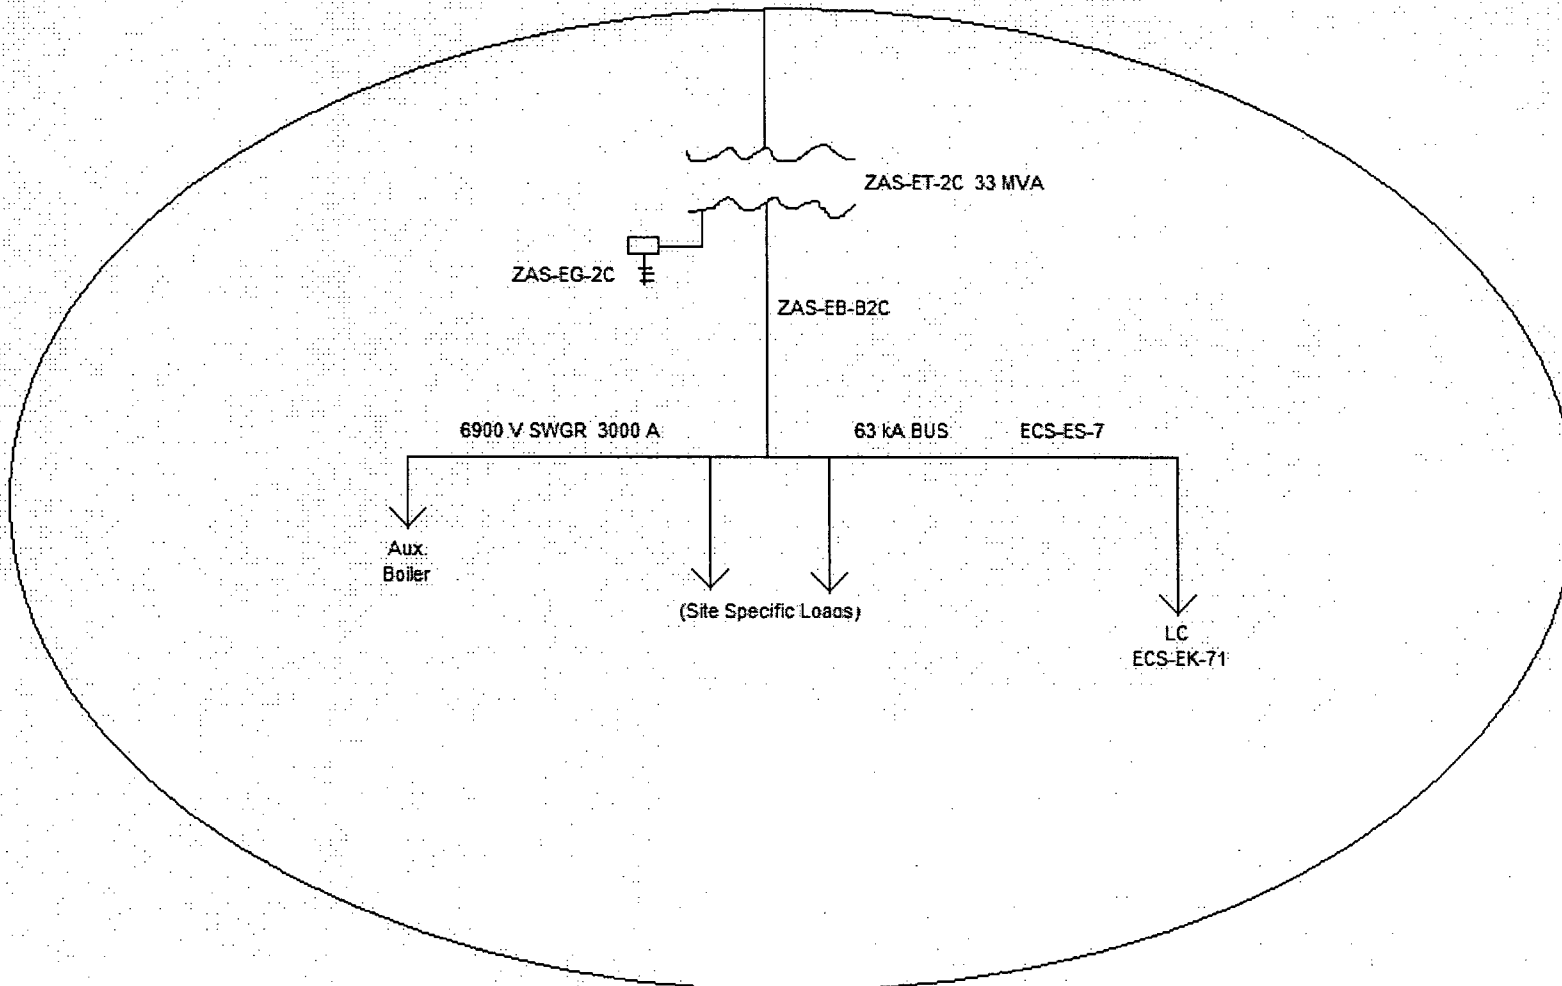 ZAS-ET-2C 33 MVA
ZAS-EG-2C
ZAS-EB-B2C
6900 V SWGR 3000 A
63 kA BUS
ECS-ES-7
Aux.
Boiler
(Site Specific Loads)
LC
ECS-EK-71